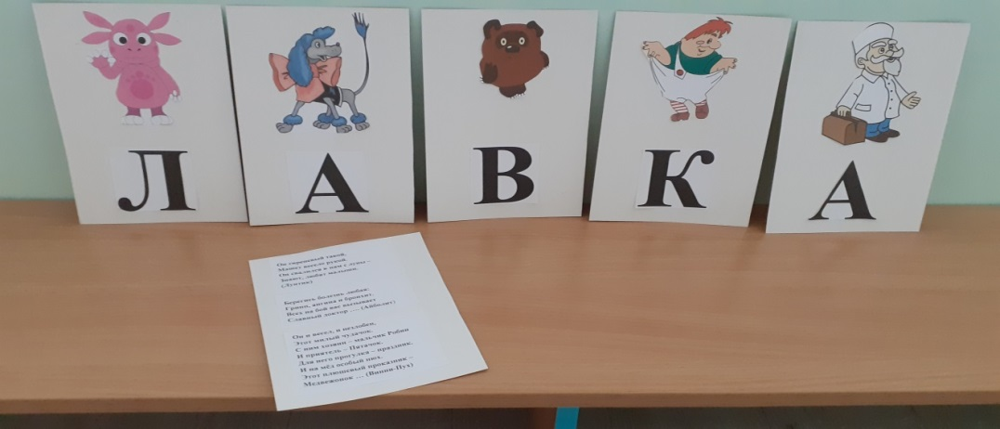 Л А В К А
Он сиреневый такой,
Машет весело рукой.
Он свалился к нам с луны -
Знают, любят малыши.
(Лунтик)
Берегись болезнь любая:
Грипп, ангина и бронхит.
Всех на бой вас вызывает
Славный доктор ... (Айболит)
Он и весел, и незлобен,
Этот милый чудачок.
С ним хозяин – мальчик Робин
И приятель – Пятачок.
Для него прогулка – праздник.
И на мёд особый нюх.
Этот плюшевый проказник –
Медвежонок ... (Винни-Пух)